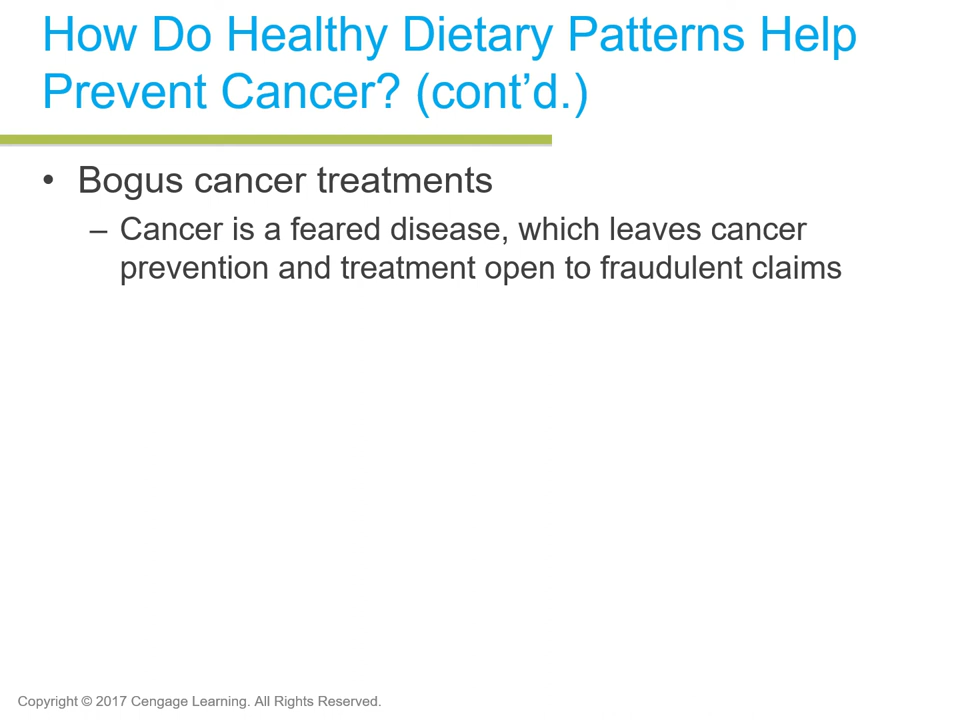 How Do Healthy Dietary Patterns Help
Prevent Cancer? (cont’d.)
• Bogus cancer treatments
– Cancer is a feared disease, which leaves cancer
prevention and treatment open to fraudulent claims
Copyright © 2017 Cengage Learning. All Rights Reserved.